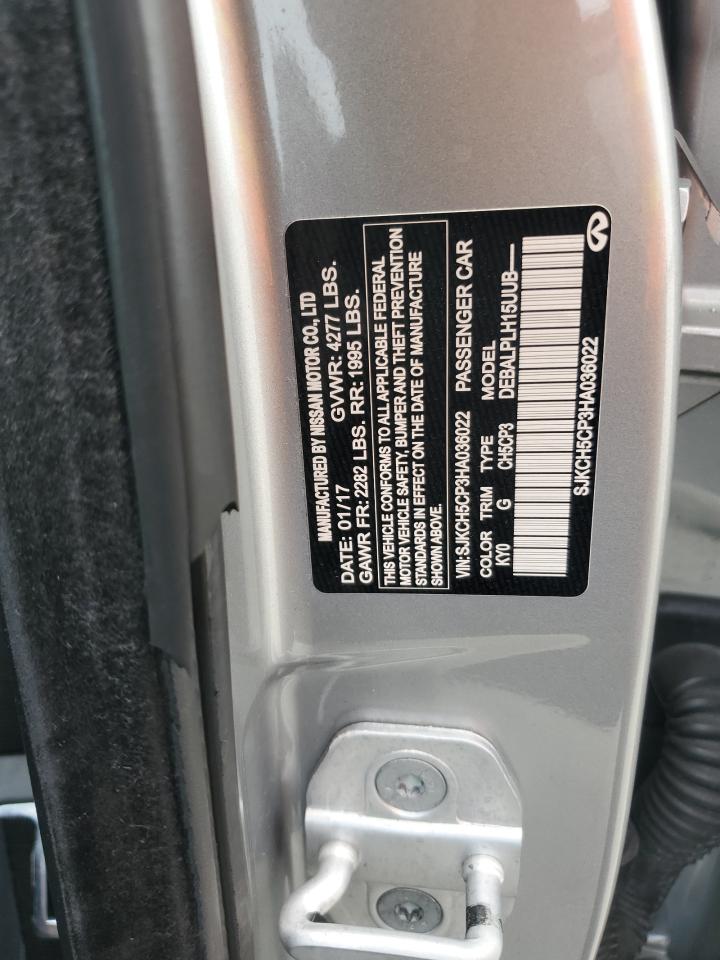 MANUFACTURED BY NISSAN MOTOR CO., LTD
DATE: 01/17 GVWR: 4277 LBS.
GAWR FR: 2282 LBS. RR: 1995 LBS.
THIS VEHICLE CONFORMS TO ALL APPLICABLE FEDERAL
MOTOR VEHICLE SAFETY, BUMPER AND THEFT PREVENTION
STANDARDS IN EFFECT ON THE DATE OF MANUFACTURE
SHOWN ABOVE.
VIN:SJKCH5CP3HA036022 PASSENGER CAR
COLOR TRIM TYPE MODEL
KY0 G CH5CP3 DEBALPLH15UUB—
SJKCH5CP3HA036022